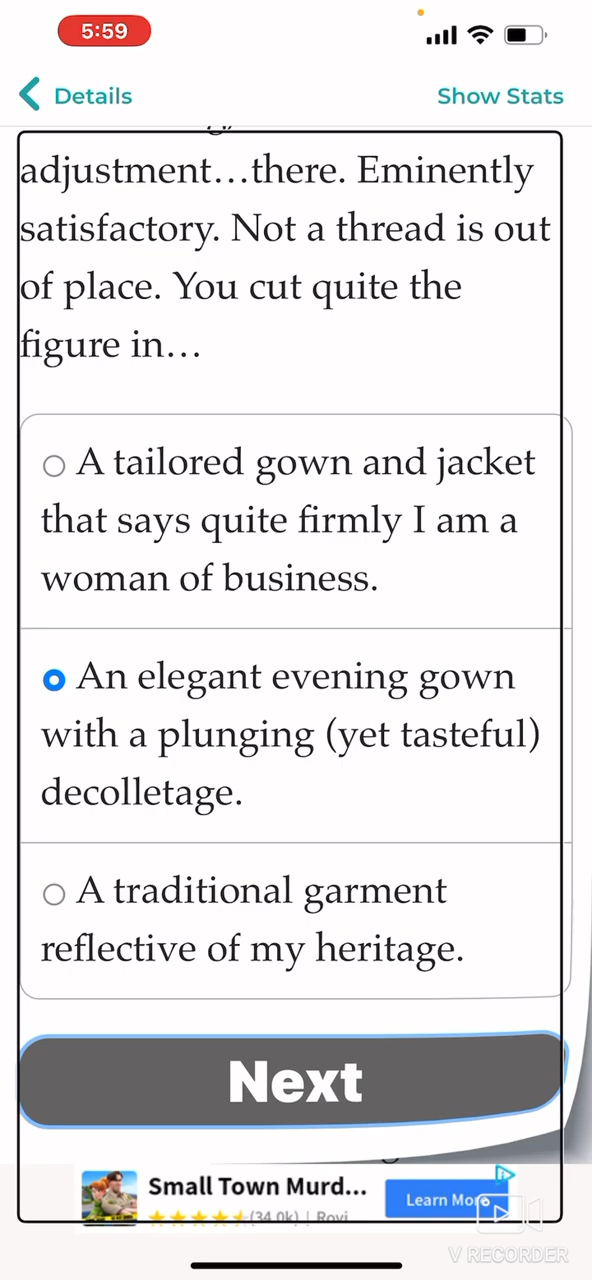 5:59
Details
Show Stats
adjustment...there. Eminently
satisfactory. Not a thread is out
of place. You cut quite the
figure in...
A tailored gown and jacket
that says quite firmly I am a
woman of business.
An elegant evening gown
with a plunging (yet tasteful)
decolletage.
A traditional garment
reflective of my heritage.
Next
Small Town Murd...
Learn More
(34.0k) | Rovi
V RECORDER